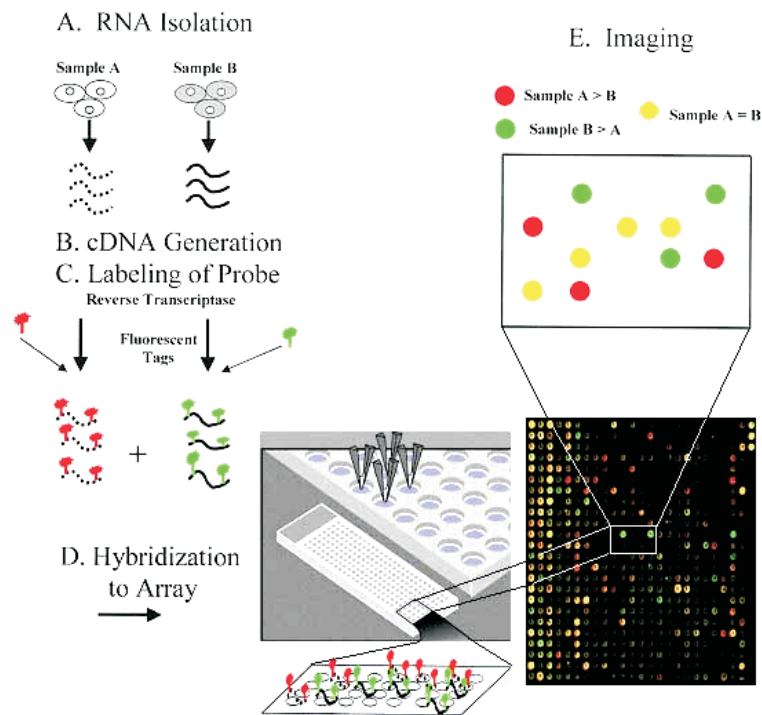 A. RNA Isolation
Sample A
Sample B
B. cDNA Generation
C. Labeling of Probe
Reverse Transcriptase
Fluorescent
Tags
+
D. Hybridization
to Array
E. Imaging
Sample A > B
Sample B > A
Sample A = B